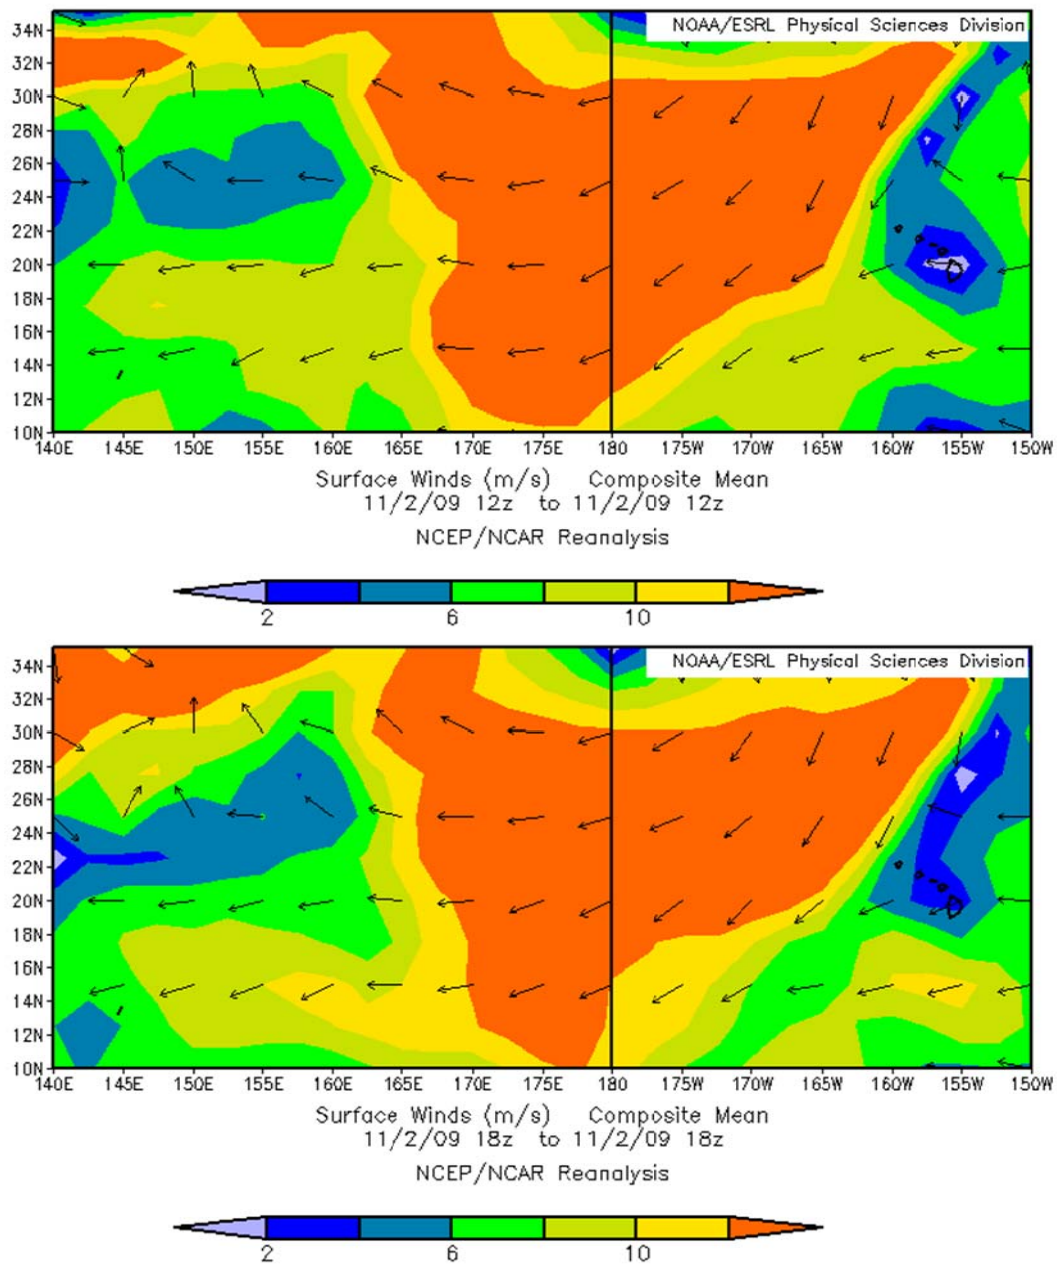 NOAA/ESRL Physical Sciences Division
34N
32N
30N
28N
26N
24N
22N
20N
18N
16N
14N
12N
10N
140E 145E 150E 155E 160E 165E 170E 175E 180 175W 170W 165W 160W 155W 150W
Surface Winds (m/s) Composite Mean
11/2/09 12z to 11/2/09 12z
NCEP/NCAR Reanalysis
2 6 10
NOAA/ESRL Physical Sciences Division
34N
32N
30N
28N
26N
24N
22N
20N
18N
16N
14N
12N
10N
140E 145E 150E 155E 160E 165E 170E 175E 180 175W 170W 165W 160W 155W 150W
Surface Winds (m/s) Composite Mean
11/2/09 18z to 11/2/09 18z
NCEP/NCAR Reanalysis
2 6 10